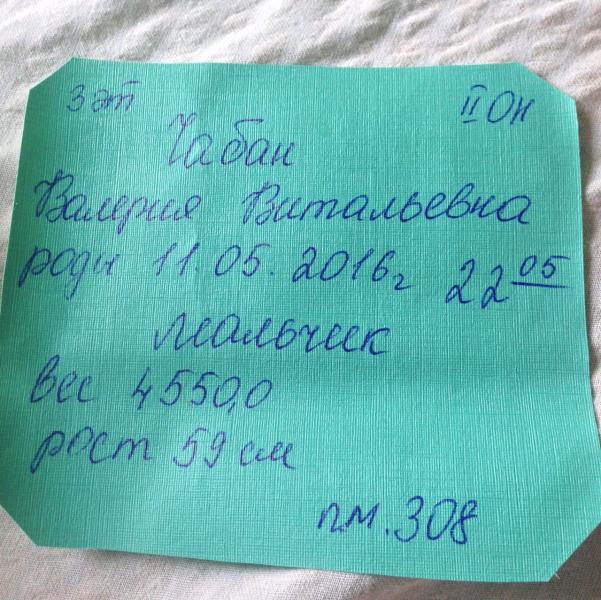 3 эт II ОН
Чабан
Валерия Витальевна
роды 11.05.2016г 22 05
мальчик
вес 4550,0
рост 59 см
п.м. 308